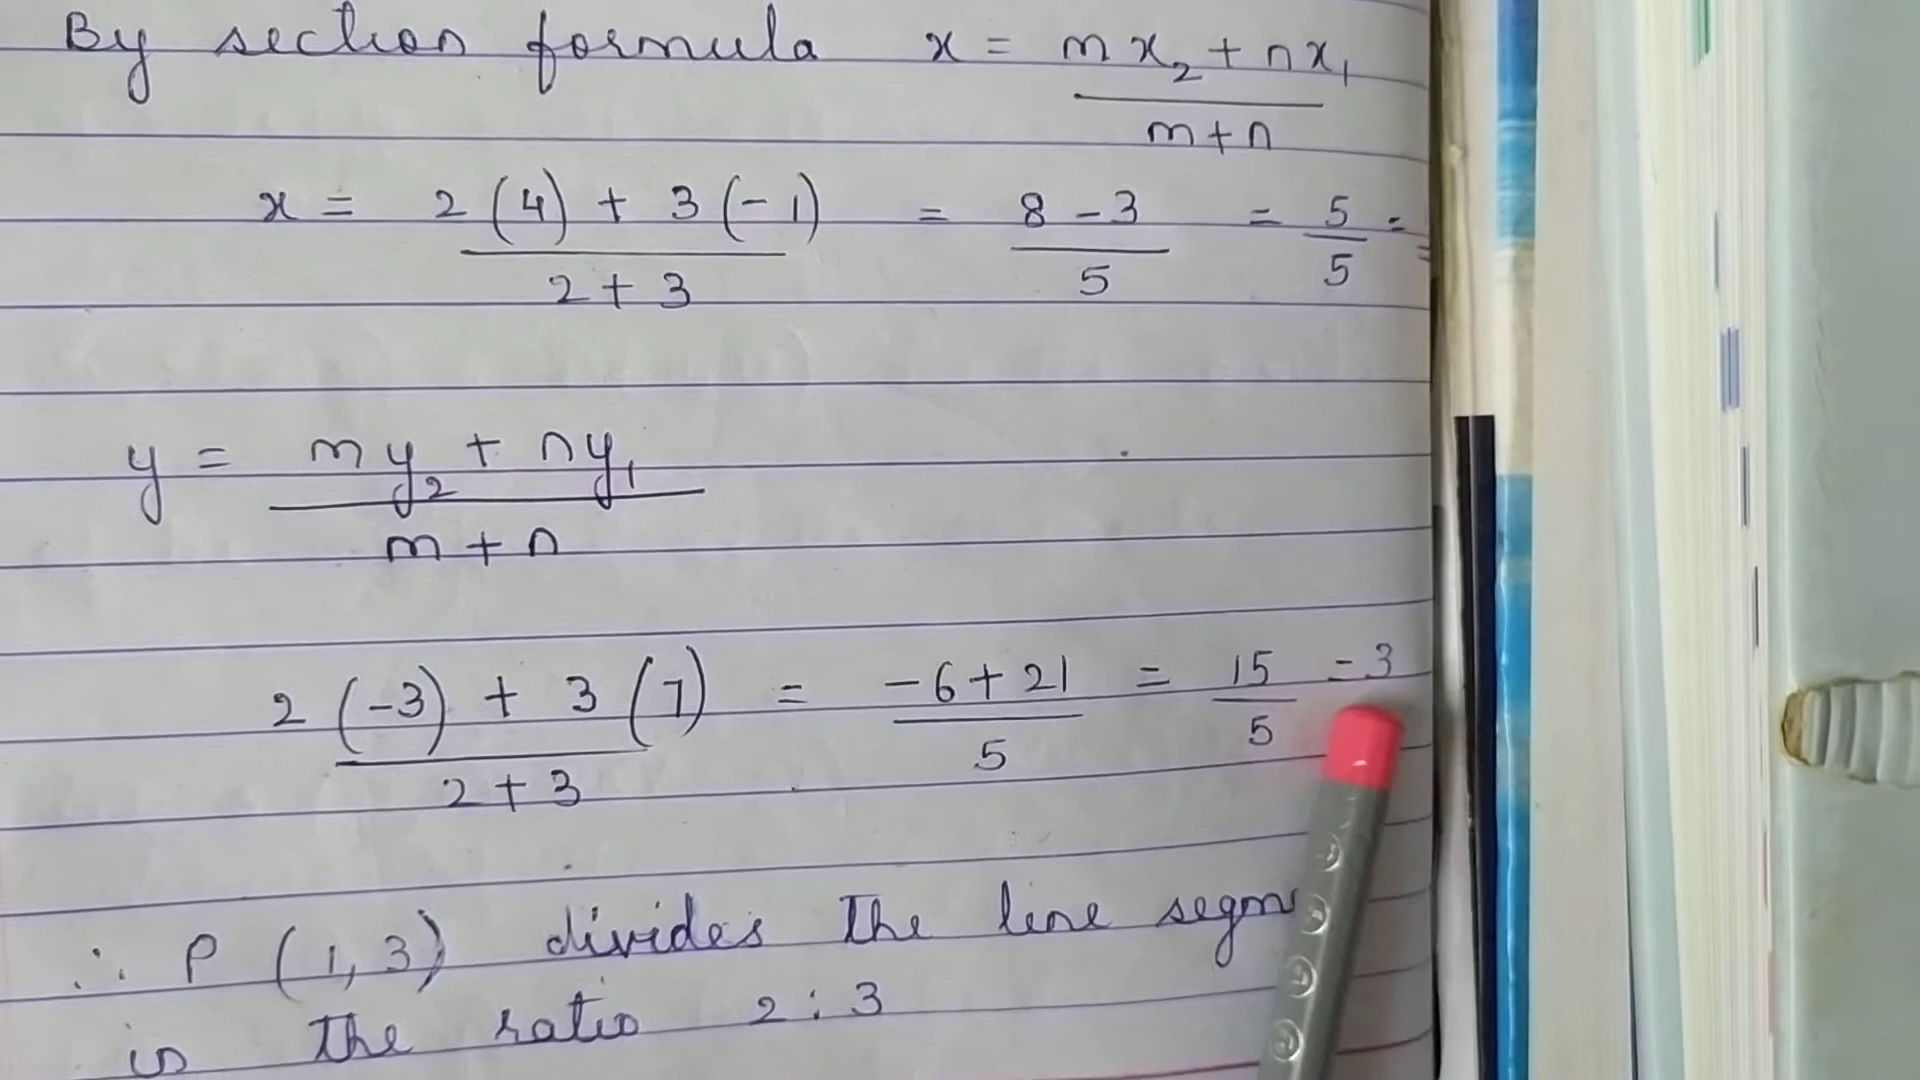 By section formula x = mx₂ + nx₁ / m+n
x = 2(4) + 3(-1) / 2+3 = 8-3 / 5 = 5/5 =
y = my₂ + ny₁ / m+n
2(-3) + 3(7) / 2+3 = -6+21 / 5 = 15/5 = 3
∴ P (1, 3) divides the line segm
in the ratio 2:3